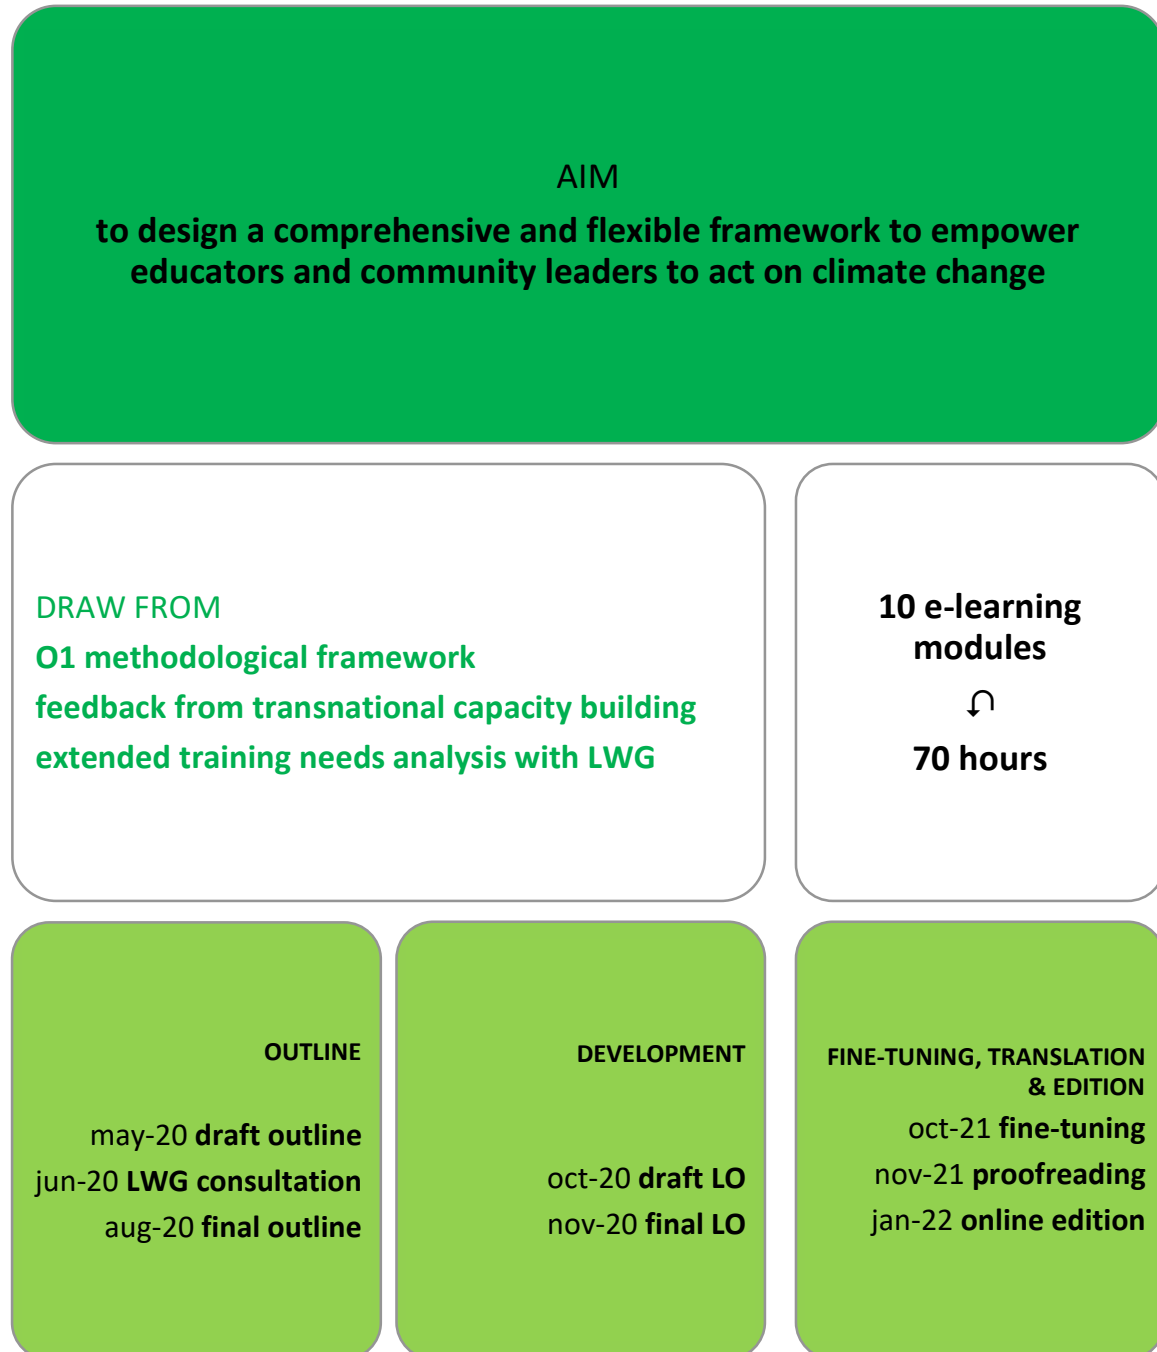 AIM
to design a comprehensive and flexible framework to empower
educators and community leaders to act on climate change
DRAW FROM
O1 methodological framework
feedback from transnational capacity building
extended training needs analysis with LWG
10 e-learning
modules
70 hours
OUTLINE
may-20 draft outline
jun-20 LWG consultation
aug-20 final outline
DEVELOPMENT
oct-20 draft LO
nov-20 final LO
FINE-TUNING, TRANSLATION
& EDITION
oct-21 fine-tuning
nov-21 proofreading
jan-22 online edition